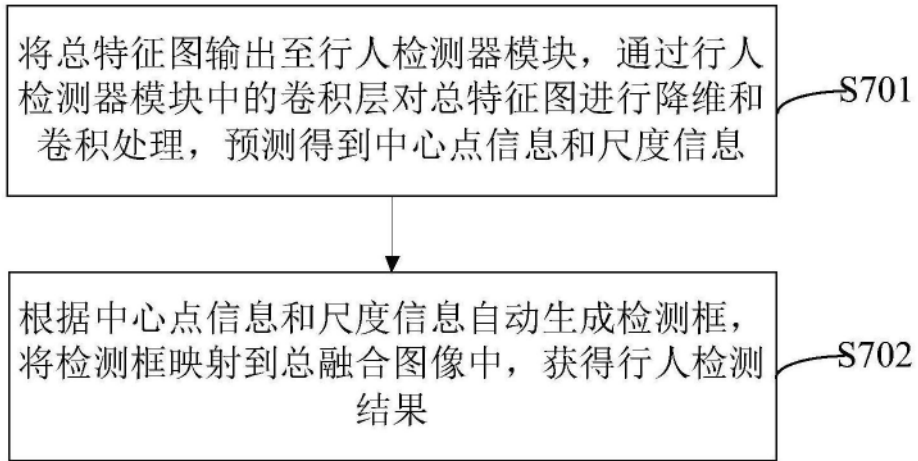 将总特征图输出至行人检测器模块，通过行人
检测器模块中的卷积层对总特征图进行降维和
卷积处理，预测得到中心点信息和尺度信息
S701
根据中心点信息和尺度信息自动生成检测框，
将检测框映射到总融合图像中，获得行人检测
结果
S702